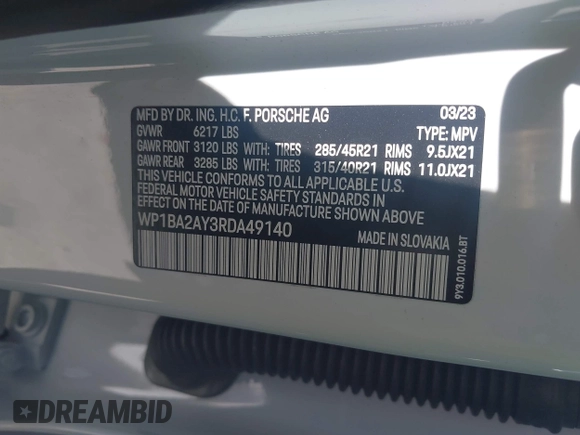 MFD BY DR. ING. H.C. F. PORSCHE AG 03/23
GVWR 6217 LBS TYPE: MPV
GAWR FRONT 3120 LBS WITH: TIRES 285/45R21 RIMS 9.5JX21
GAWR REAR 3285 LBS WITH: TIRES 315/40R21 RIMS 11.0JX21
THIS VEHICLE CONFORMS TO ALL APPLICABLE U.S.
FEDERAL MOTOR VEHICLE SAFETY STANDARDS IN
EFFECT ON THE DATE OF MANUFACTURE SHOWN ABOVE
WP1BA2AY3RDA49140
MADE IN SLOVAKIA
9Y3.010.016.BT
DREAMBID